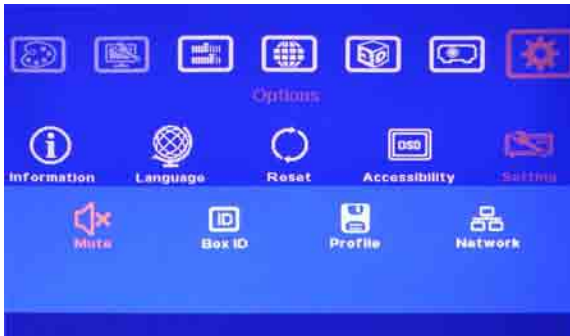 Options
Information Language Reset Accessibility Setting
OSD
Mute Box ID Profile Network
ID